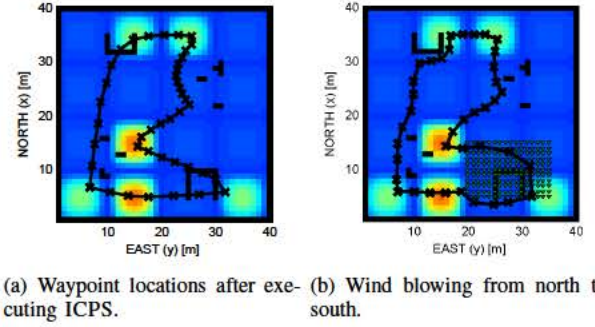 40
30
20
10
NORTH (x) [m]
10 20 30 40
EAST (y) [m]
40
30
20
10
NORTH (x) [m]
10 20 30 40
EAST (y) [m]
(a) Waypoint locations after exe-
cuting ICPS.
(b) Wind blowing from north t
south.